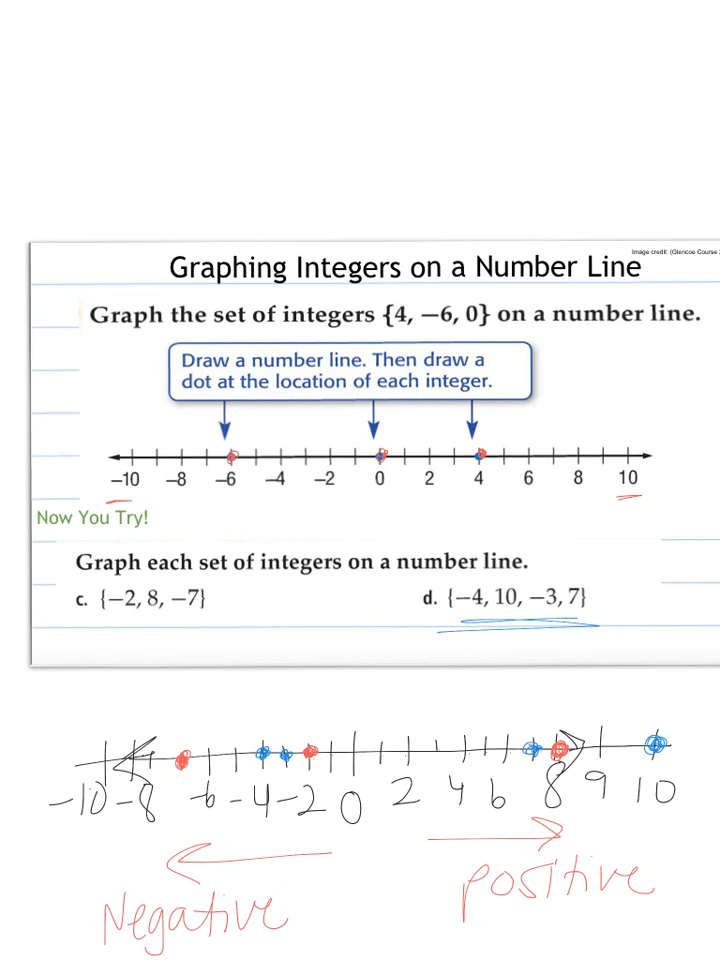 Image credit: (Glencoe Course
Graphing Integers on a Number Line
Graph the set of integers {4, −6, 0} on a number line.
Draw a number line. Then draw a
dot at the location of each integer.
−10 −8 −6 −4 −2 0 2 4 6 8 10
Now You Try!
Graph each set of integers on a number line.
c. {−2, 8, −7} d. {−4, 10, −3, 7}
−10 −8 −6 −4 −2 0 2 4 6 8 9 10
Negative positive